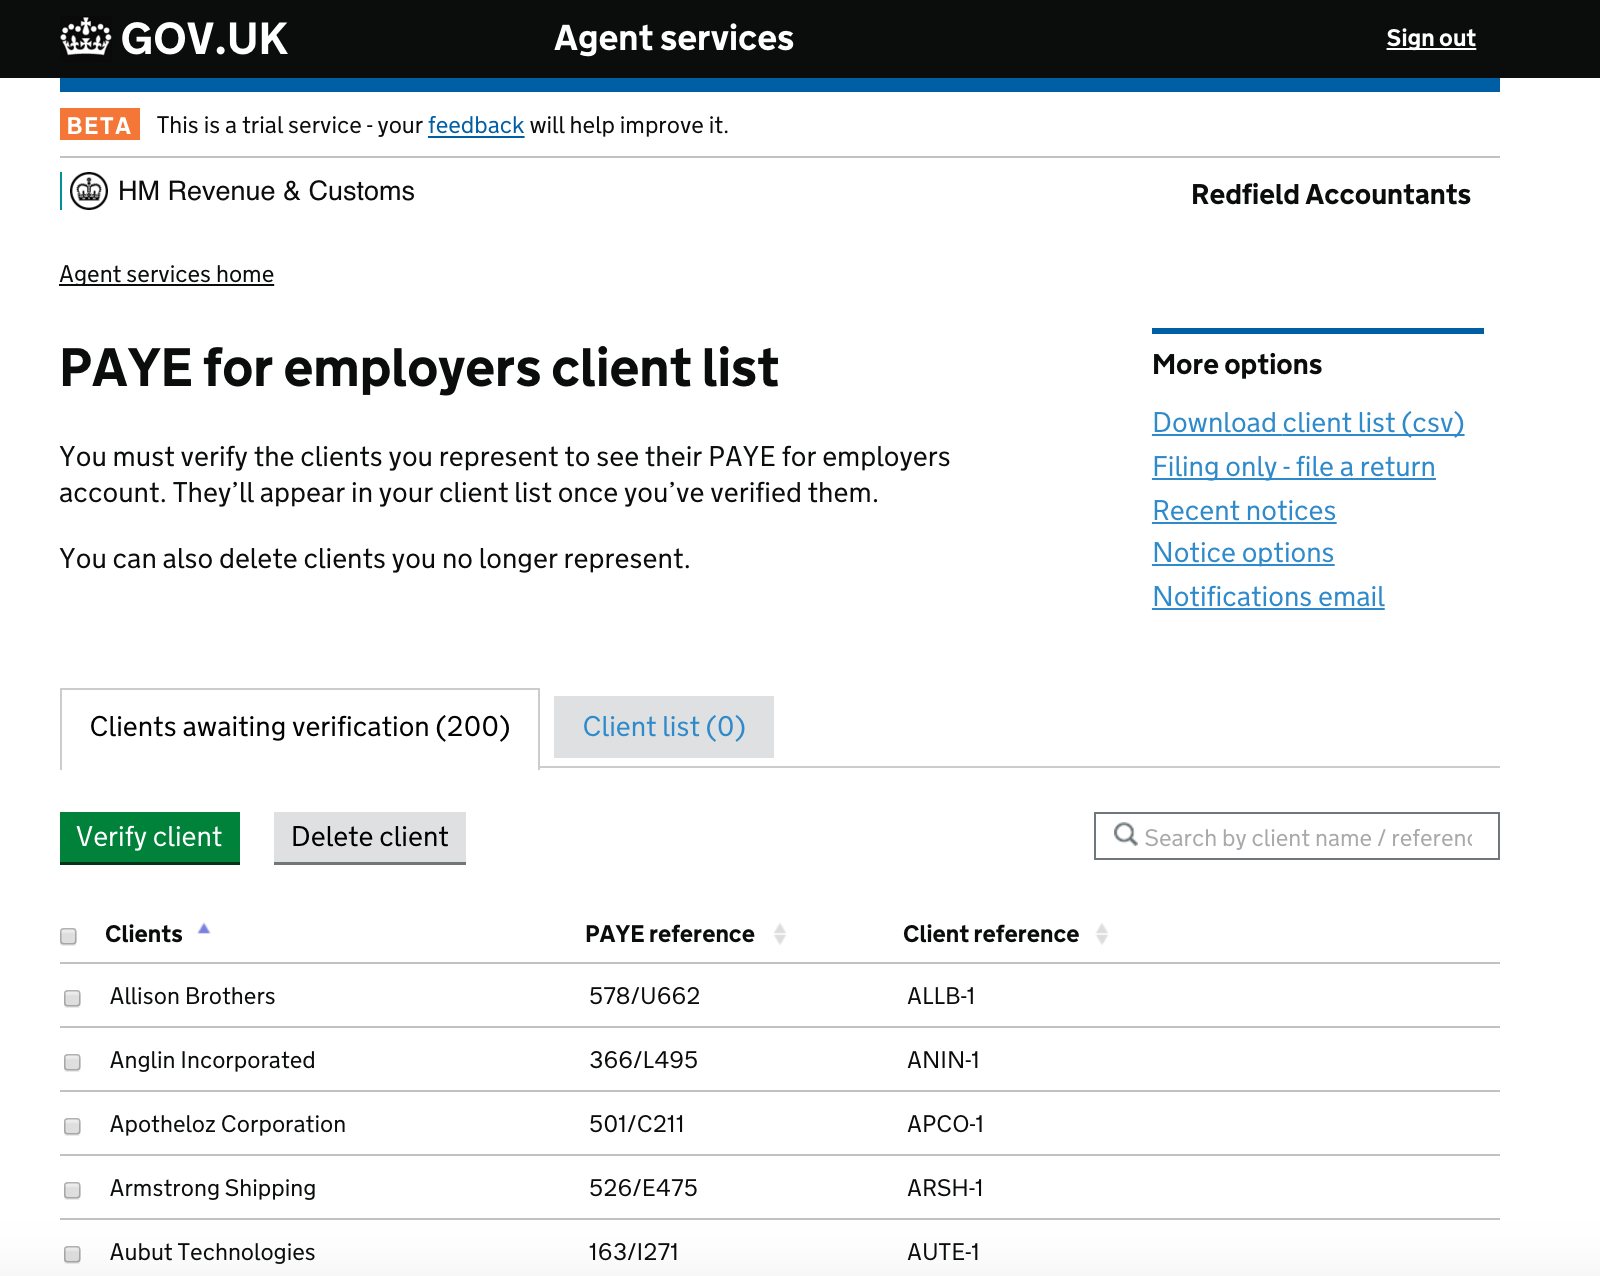 GOV.UK Agent services Sign out
BETA This is a trial service - your feedback will help improve it.
HM Revenue & Customs Redfield Accountants
Agent services home
PAYE for employers client list
You must verify the clients you represent to see their PAYE for employers
account. They’ll appear in your client list once you’ve verified them.
You can also delete clients you no longer represent.
More options
Download client list (csv)
Filing only - file a return
Recent notices
Notice options
Notifications email
Clients awaiting verification (200) Client list (0)
Verify client Delete client Search by client name / referenc
Clients PAYE reference Client reference
Allison Brothers 578/U662 ALLB-1
Anglin Incorporated 366/L495 ANIN-1
Apotheloz Corporation 501/C211 APCO-1
Armstrong Shipping 526/E475 ARSH-1
Aubut Technologies 163/I271 AUTE-1